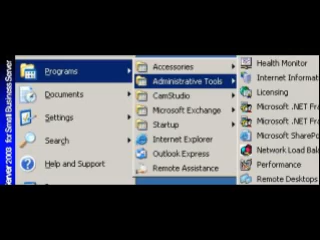 Server 2003 for Small Business Server
Programs
Documents
Settings
Search
Help and Support
Accessories
Administrative Tools
CamStudio
Microsoft Exchange
Startup
Internet Explorer
Outlook Express
Remote Assistance
Health Monitor
Internet Informat
Licensing
Microsoft .NET Fra
Microsoft .NET Fra
Microsoft SharePo
Network Load Bala
Performance
Remote Desktops